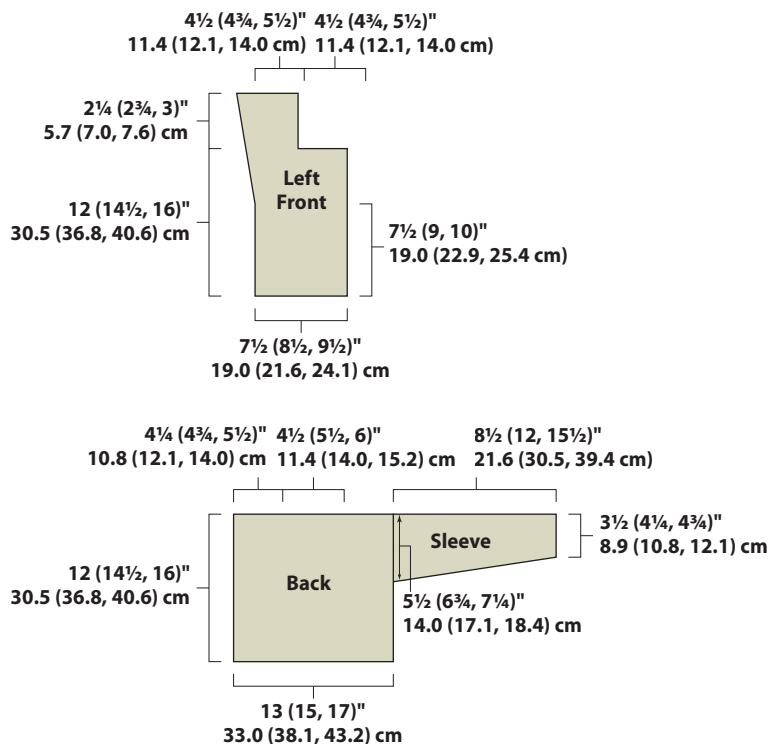 4½ (4¾, 5½)" 4½ (4¾, 5½)"
11.4 (12.1, 14.0 cm) 11.4 (12.1, 14.0 cm)
2¼ (2¾, 3)"
5.7 (7.0, 7.6) cm
Left
Front
12 (14½, 16)"
30.5 (36.8, 40.6) cm
7½ (9, 10)"
19.0 (22.9, 25.4 cm)
7½ (8½, 9½)"
19.0 (21.6, 24.1) cm
4¼ (4¾, 5½)" 4½ (5½, 6)" 8½ (12, 15½)"
10.8 (12.1, 14.0) cm 11.4 (14.0, 15.2) cm 21.6 (30.5, 39.4 cm)
3½ (4¼, 4¾)"
8.9 (10.8, 12.1) cm
Sleeve
12 (14½, 16)"
30.5 (36.8, 40.6) cm
Back
5½ (6¾, 7¼)"
14.0 (17.1, 18.4) cm
13 (15, 17)"
33.0 (38.1, 43.2) cm